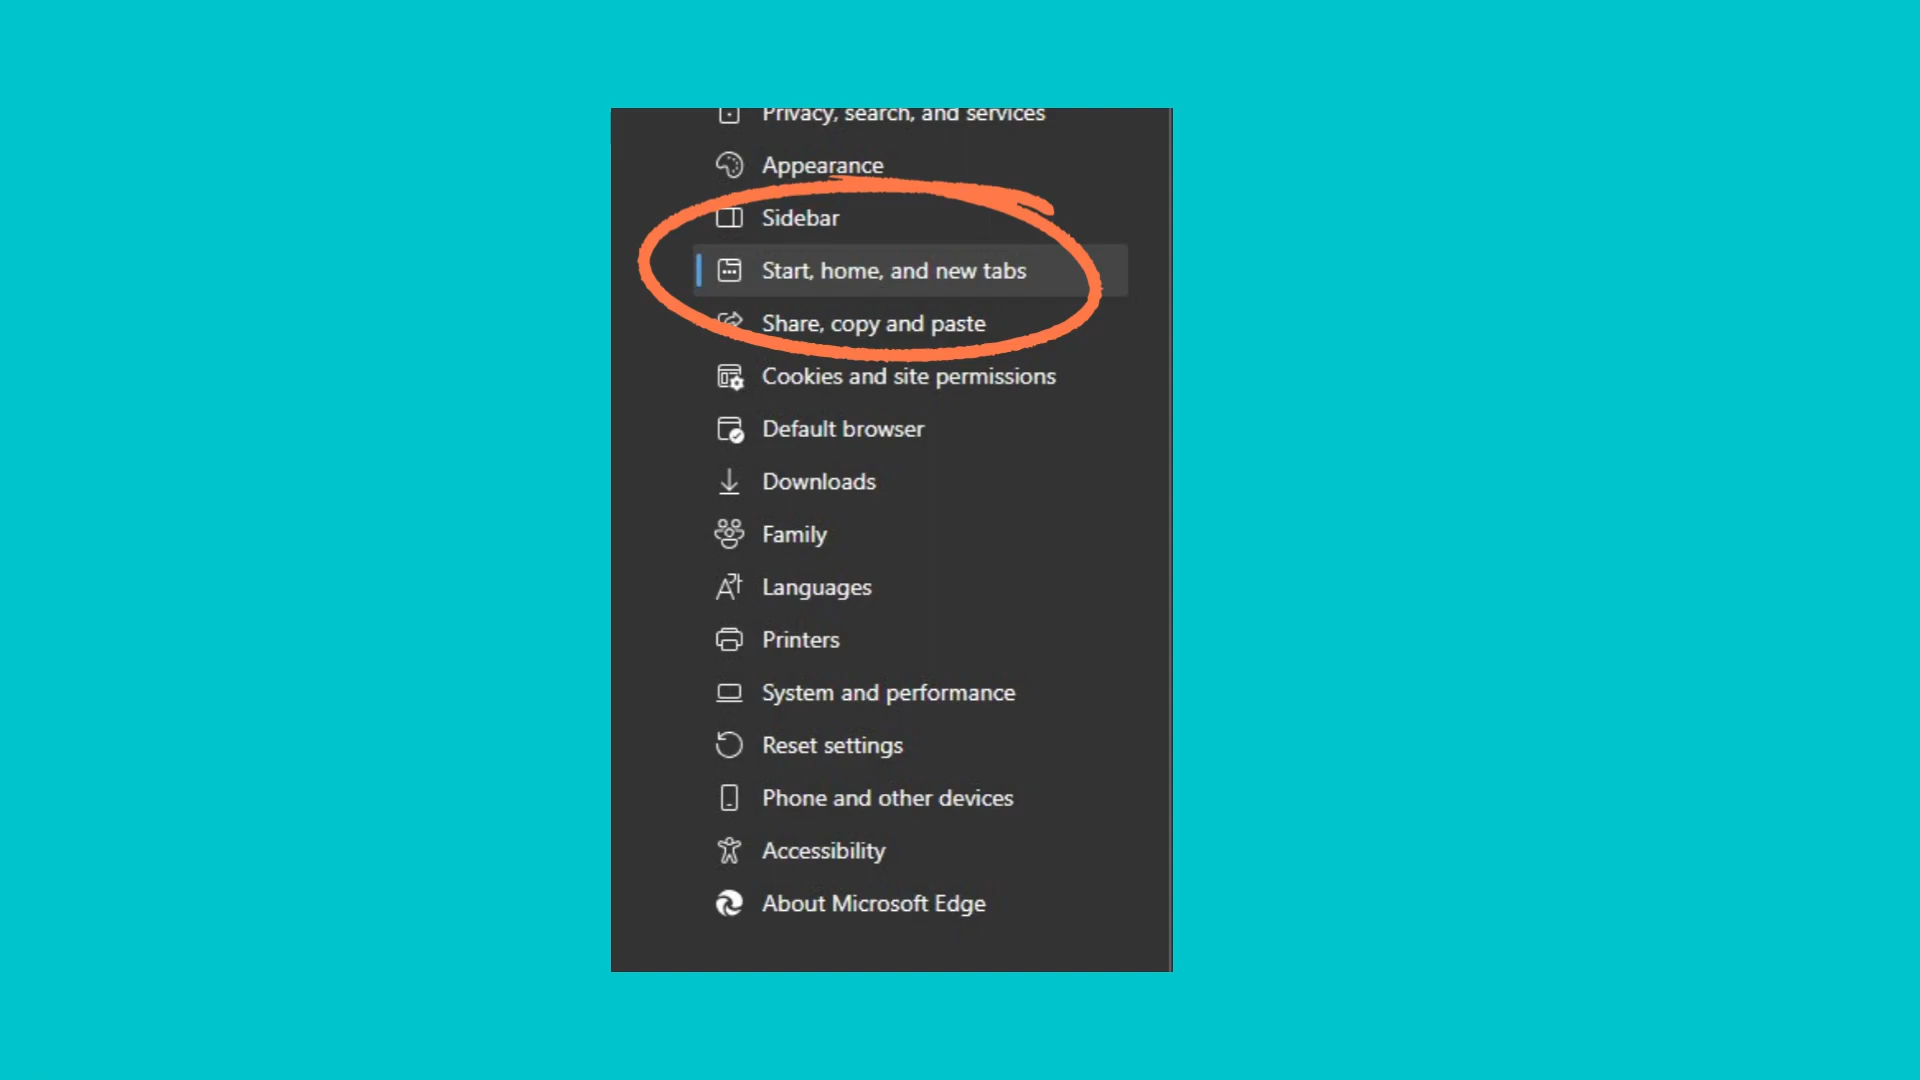 Privacy, search, and services
Appearance
Sidebar
Start, home, and new tabs
Share, copy and paste
Cookies and site permissions
Default browser
Downloads
Family
Languages
Printers
System and performance
Reset settings
Phone and other devices
Accessibility
About Microsoft Edge